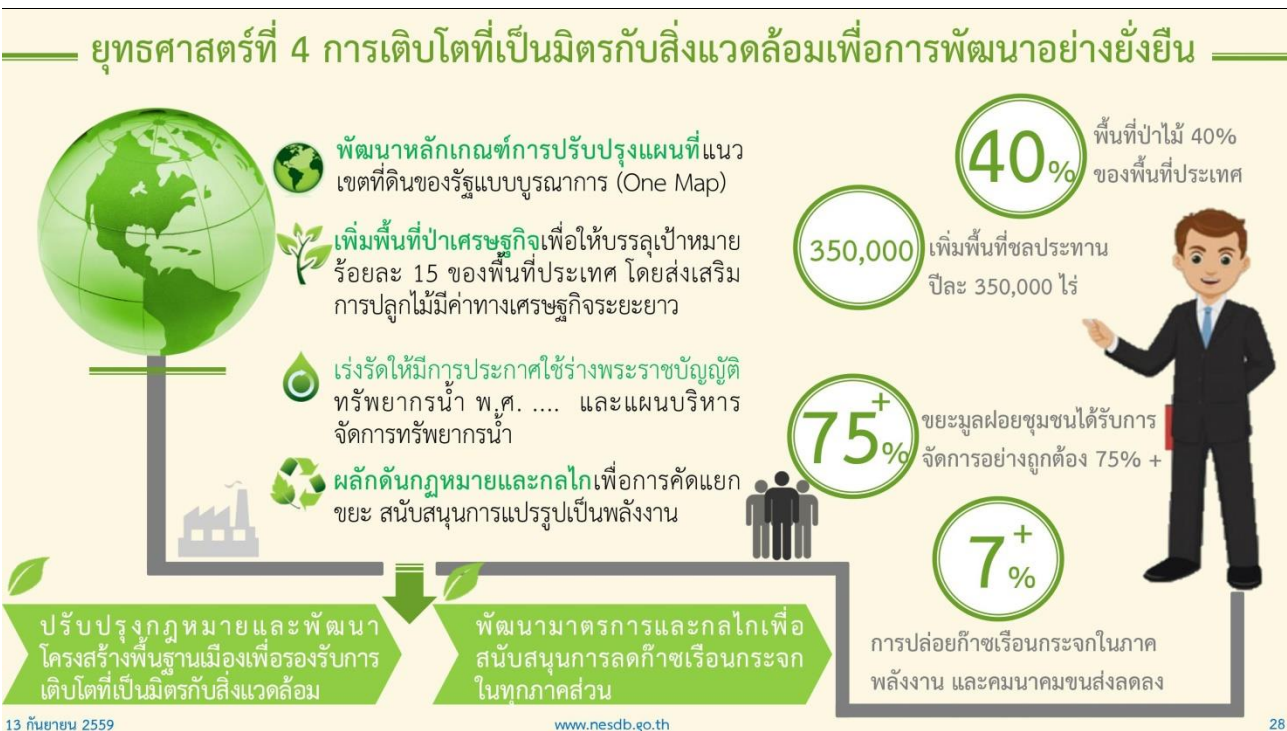 ยุทธศาสตร์ที่ 4 การเติบโตที่เป็นมิตรกับสิ่งแวดล้อมเพื่อการพัฒนาอย่างยั่งยืน
พัฒนาหลักเกณฑ์การปรับปรุงแผนที่แนว
เขตที่ดินของรัฐแบบบูรณาการ (One Map)
เพิ่มพื้นที่ป่าเศรษฐกิจเพื่อให้บรรลุเป้าหมาย
ร้อยละ 15 ของพื้นที่ประเทศ โดยส่งเสริม
การปลูกไม้มีค่าทางเศรษฐกิจระยะยาว
เร่งรัดให้มีการประกาศใช้ร่างพระราชบัญญัติ
ทรัพยากรน้ำ พ.ศ. .... และแผนบริหาร
จัดการทรัพยากรน้ำ
ผลักดันกฎหมายและกลไกเพื่อการคัดแยก
ขยะ สนับสนุนการแปรรูปเป็นพลังงาน
40%
พื้นที่ป่าไม้ 40%
ของพื้นที่ประเทศ
350,000
เพิ่มพื้นที่ชลประทาน
ปีละ 350,000 ไร่
75+%
ขยะมูลฝอยชุมชนได้รับการ
จัดการอย่างถูกต้อง 75% +
7+%
การปล่อยก๊าซเรือนกระจกในภาค
พลังงาน และคมนาคมขนส่งลดลง
ปรับปรุงกฎหมายและพัฒนา
โครงสร้างพื้นฐานเมืองเพื่อรองรับการ
เติบโตที่เป็นมิตรกับสิ่งแวดล้อม
พัฒนามาตรการและกลไกเพื่อ
สนับสนุนการลดก๊าซเรือนกระจก
ในทุกภาคส่วน
13 กันยายน 2559
www.nesdb.go.th
28